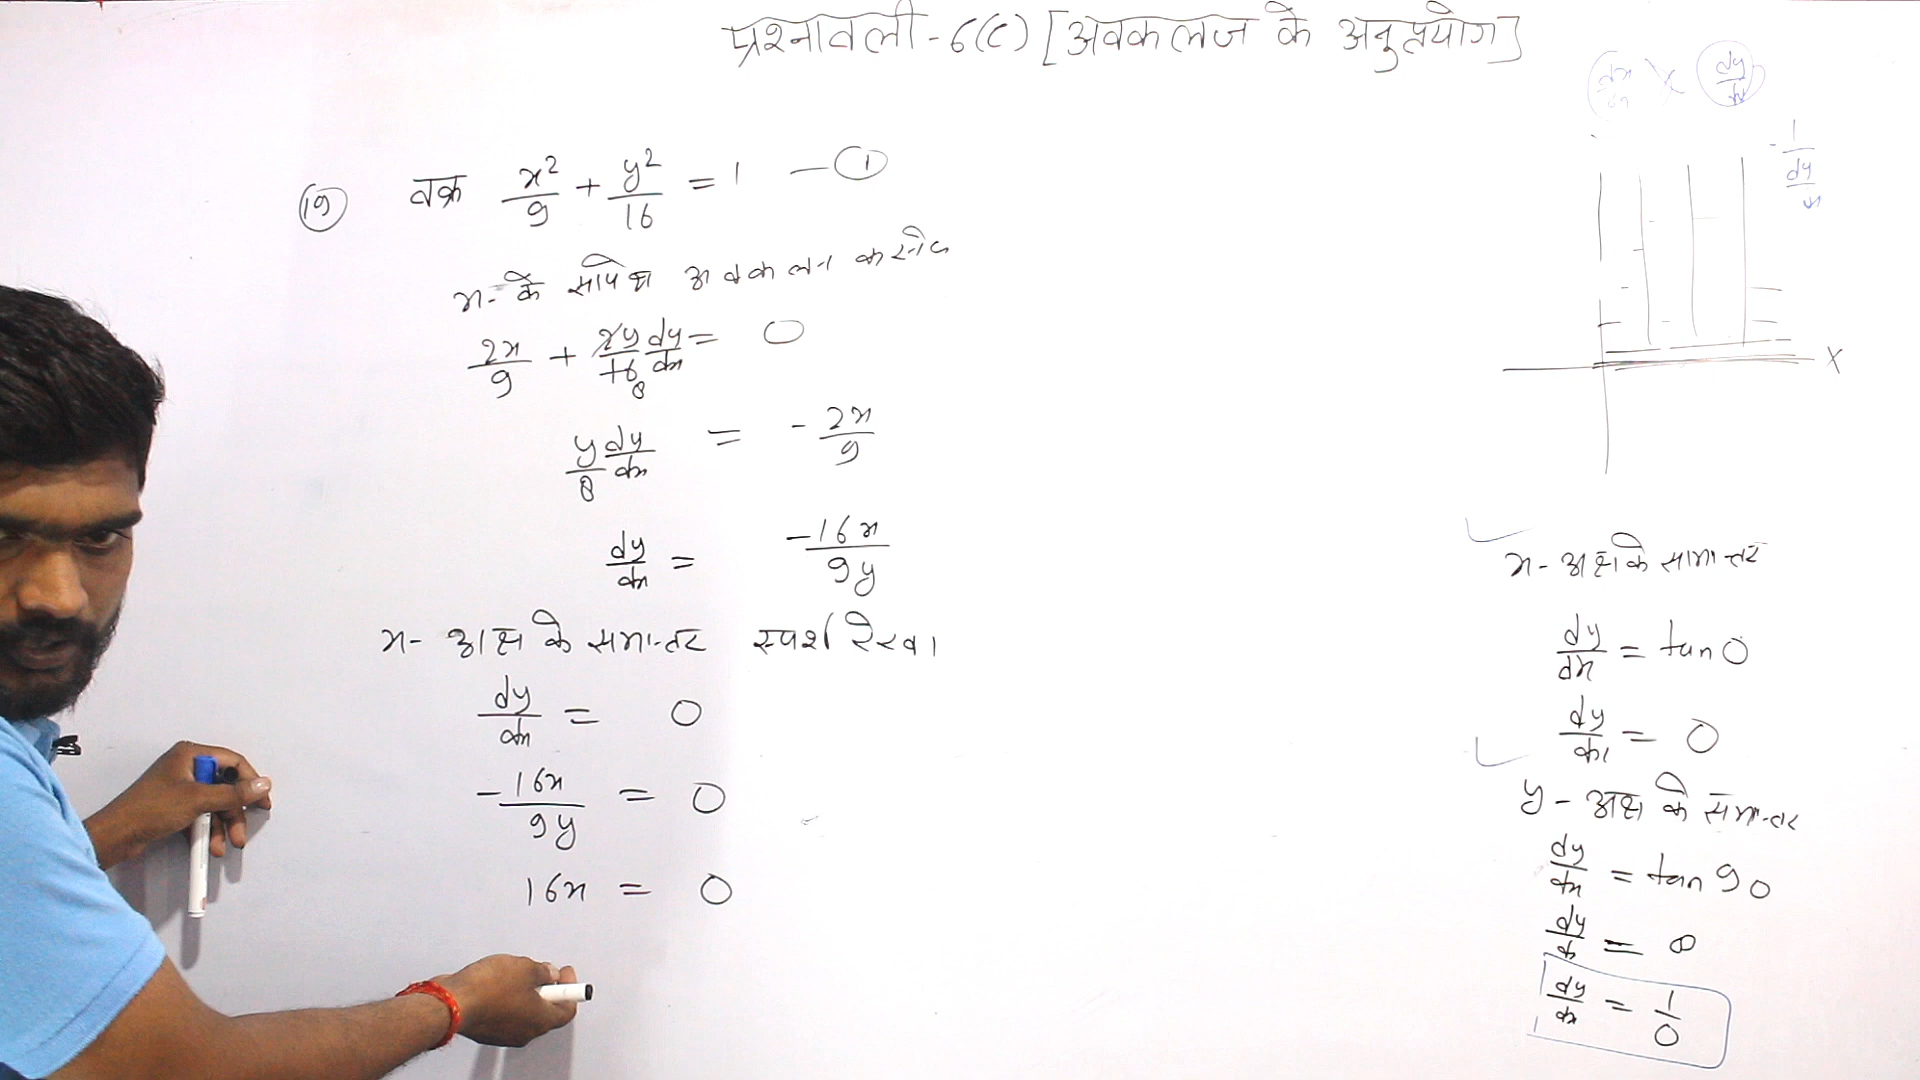 प्रश्नावली-6(c) [अवकलज के अनुप्रयोग]
(19) वक्र x²/9 + y²/16 = 1 — (1)
x- के सापेक्ष अवकलन करने
2x/9 + 2y/16 8 dy/dx = 0
y/8 dy/dx = - 2x/9
dy/dx = -16x/9y
x- अक्ष के समान्तर स्पर्श रेखा
dy/dx = 0
-16x/9y = 0
16x = 0
dy/dx
- 1/(dy/dx)
X
x- अक्ष के सामान्तर
dy/dx = tan 0
dy/dx = 0
y - अक्ष के समान्तर
dy/dx = tan 90
dy/dx = ∞
dy/dx = 1/0